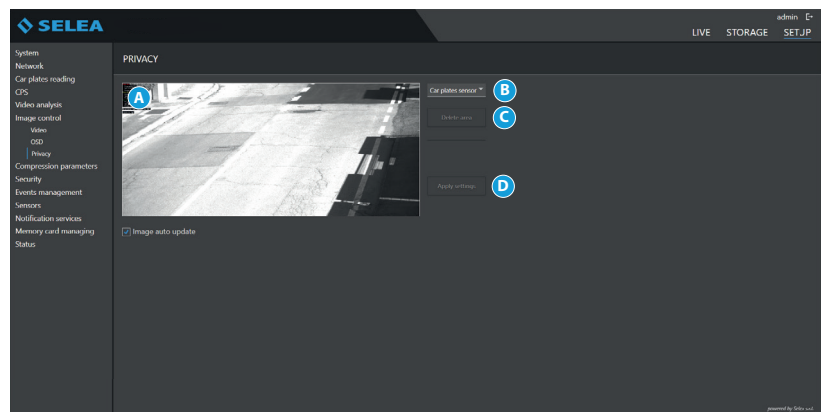 SELEA
admin
LIVE STORAGE SETUP
System
Network
Car plates reading
CPS
Video analysis
Image control
Video
OSD
Privacy
Compression parameters
Security
Events management
Sensors
Notification services
Memory card managing
Status
PRIVACY
A
Car plates sensor
B
Delete area
C
Apply settings
D
Image auto update
powered by Selea s.r.l.